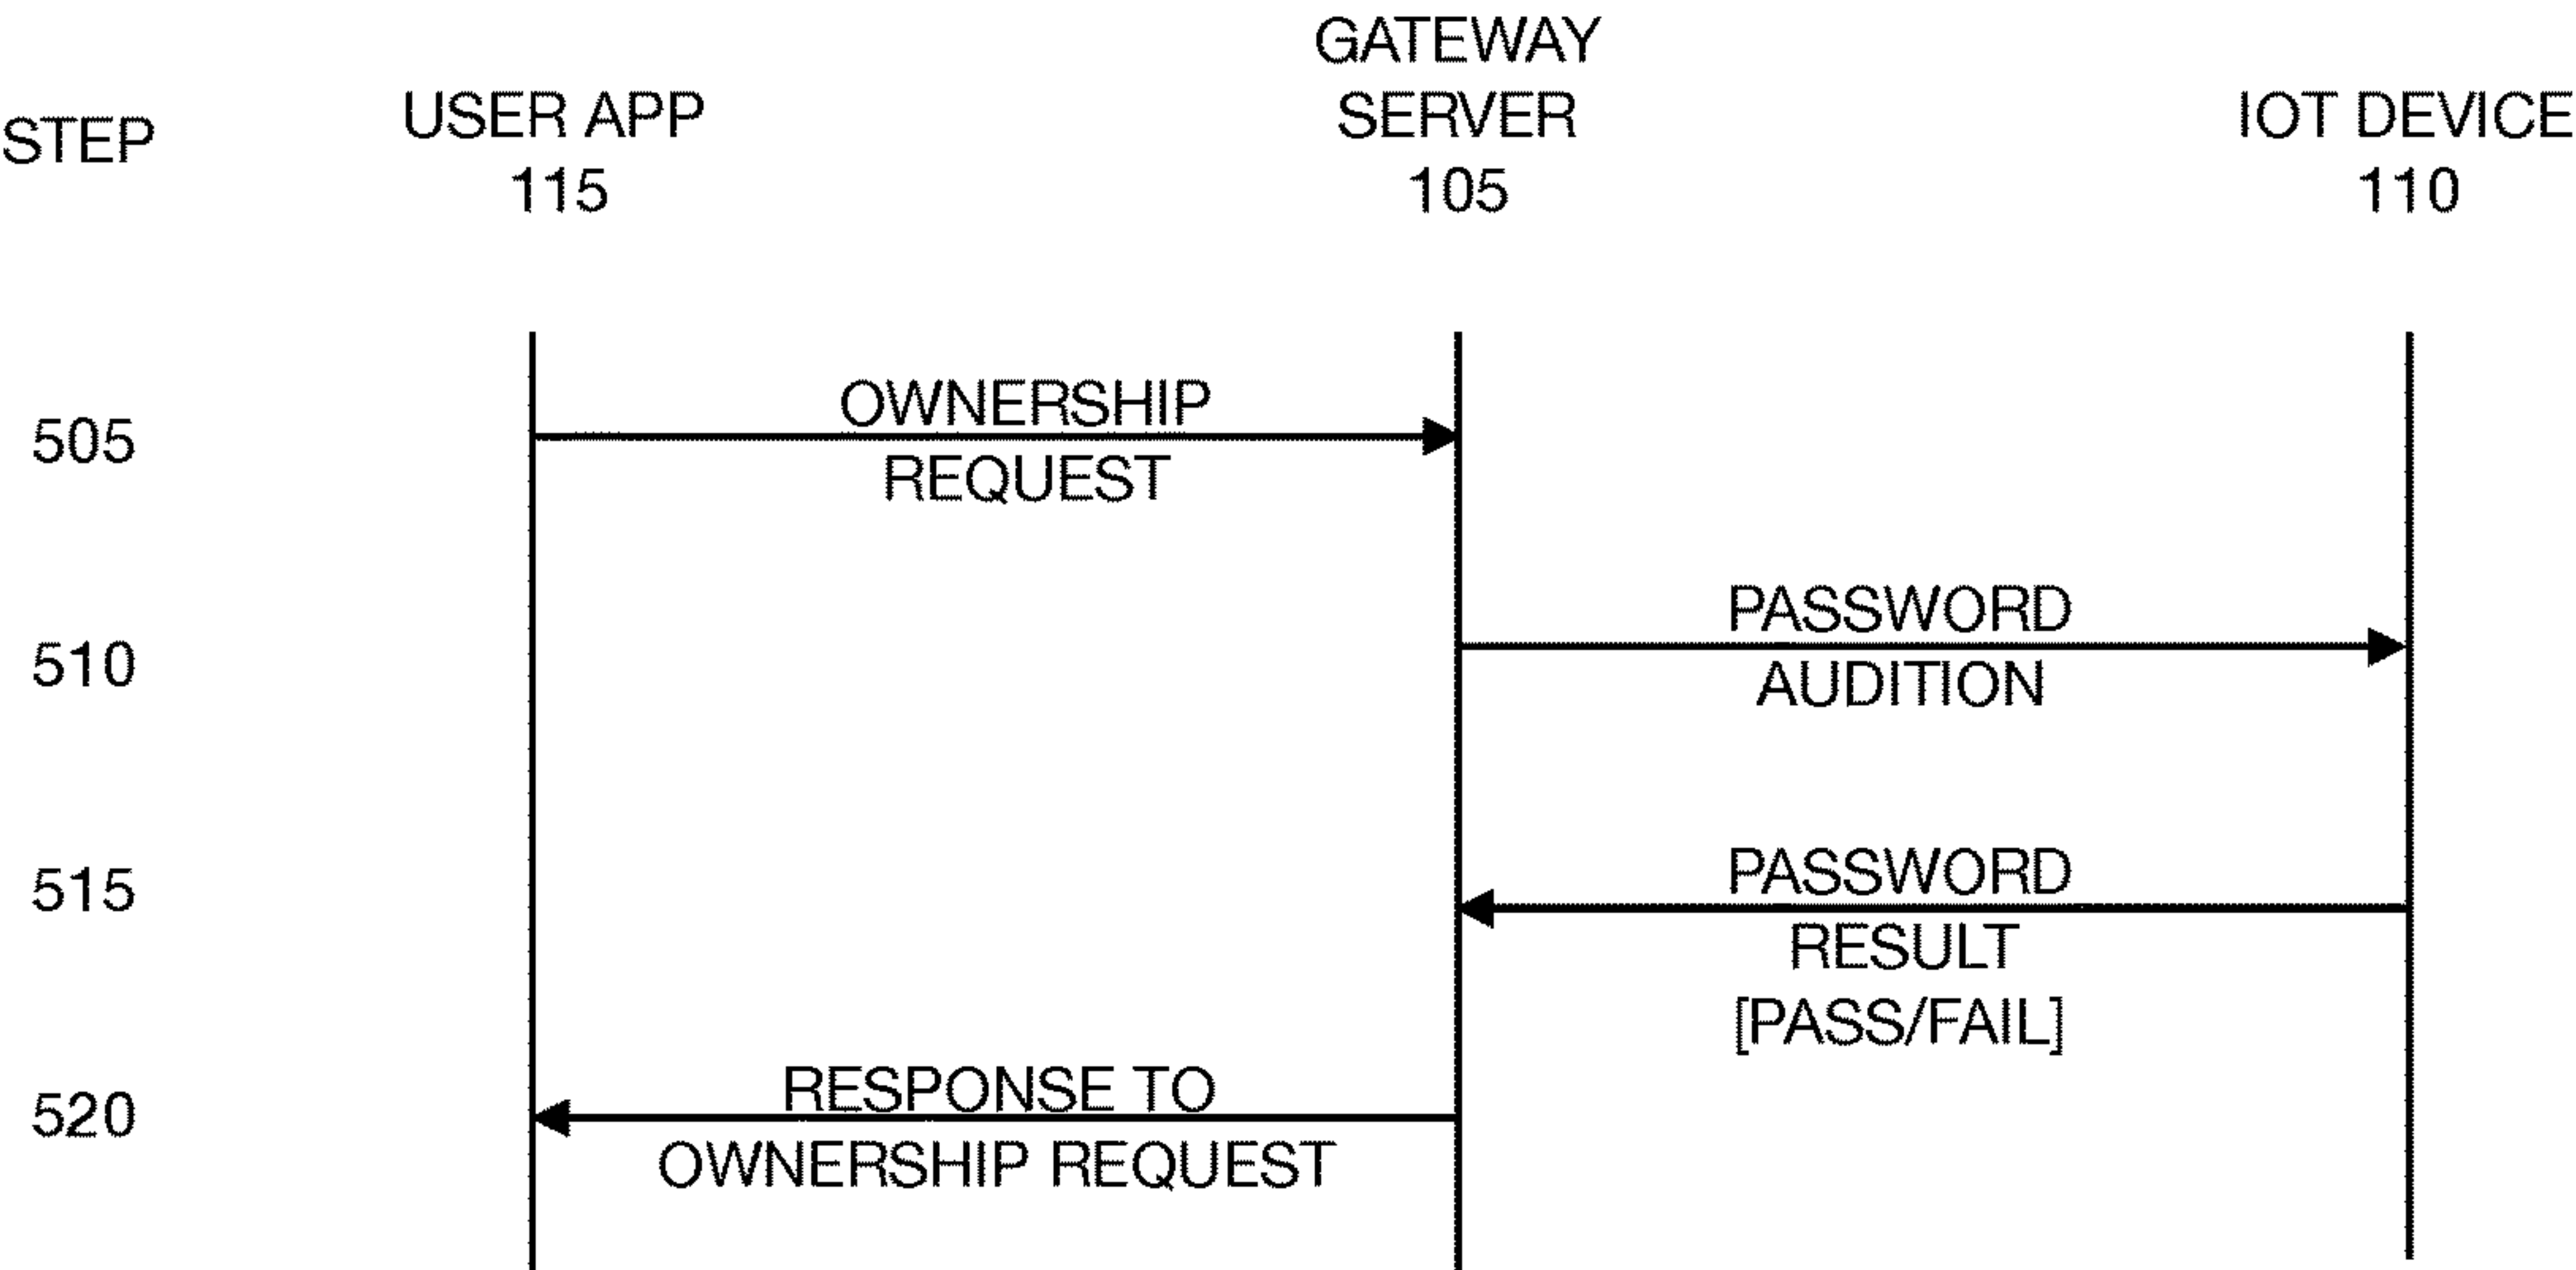 STEP
USER APP
115
GATEWAY
SERVER
105
IOT DEVICE
110
505
OWNERSHIP
REQUEST
510
PASSWORD
AUDITION
515
PASSWORD
RESULT
[PASS/FAIL]
520
RESPONSE TO
OWNERSHIP REQUEST